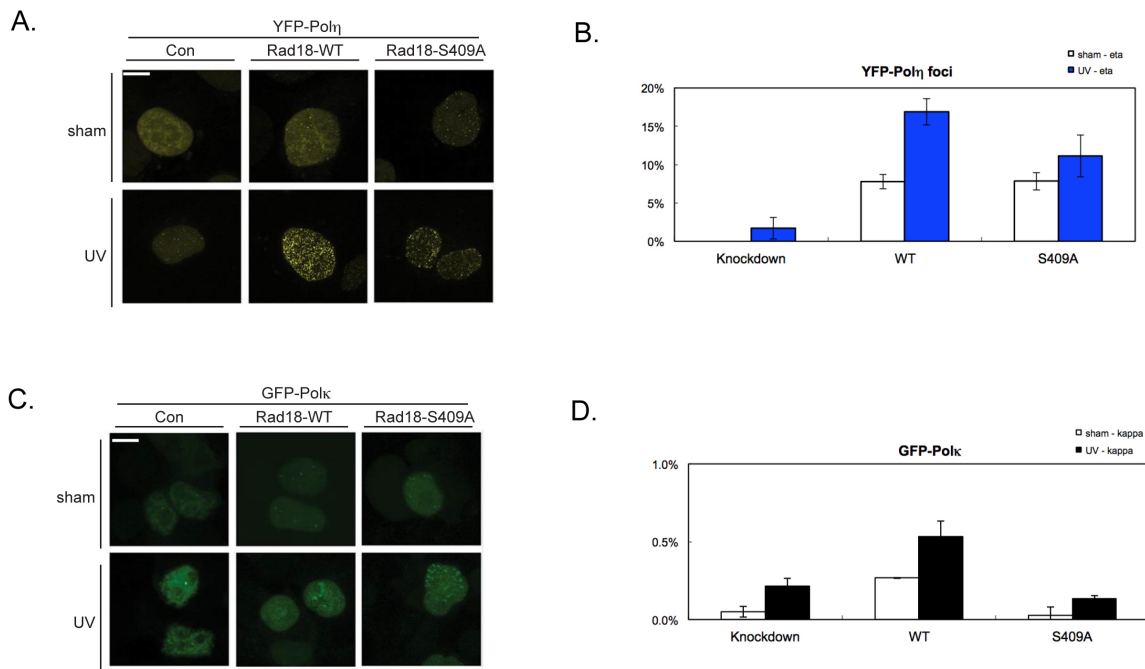 A.
YFP-Polη
Con Rad18-WT Rad18-S409A
sham
UV
B.
sham - eta
UV - eta
YFP-Polη foci
20%
15%
10%
5%
0%
Knockdown WT S409A
C.
GFP-Polκ
Con Rad18-WT Rad18-S409A
sham
UV
D.
sham - kappa
UV - kappa
GFP-Polκ
1.0%
0.5%
0.0%
Knockdown WT S409A